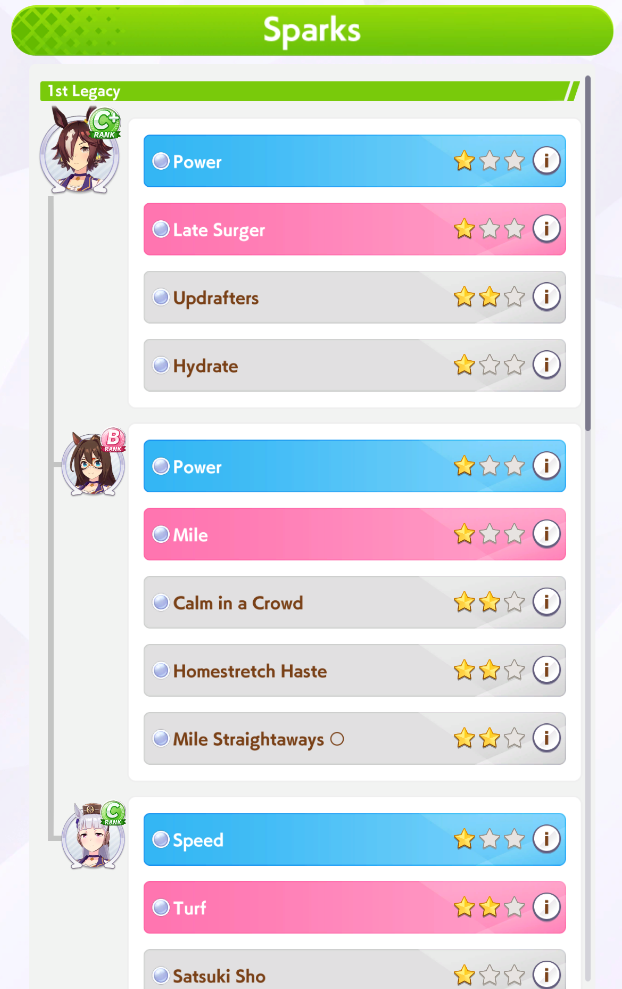 Sparks
1st Legacy
C+
RANK
Power
i
Late Surger
i
Updrafters
i
Hydrate
i
B
RANK
Power
i
Mile
i
Calm in a Crowd
i
Homestretch Haste
i
Mile Straightaways ○
i
C
RANK
Speed
i
Turf
i
Satsuki Sho
i